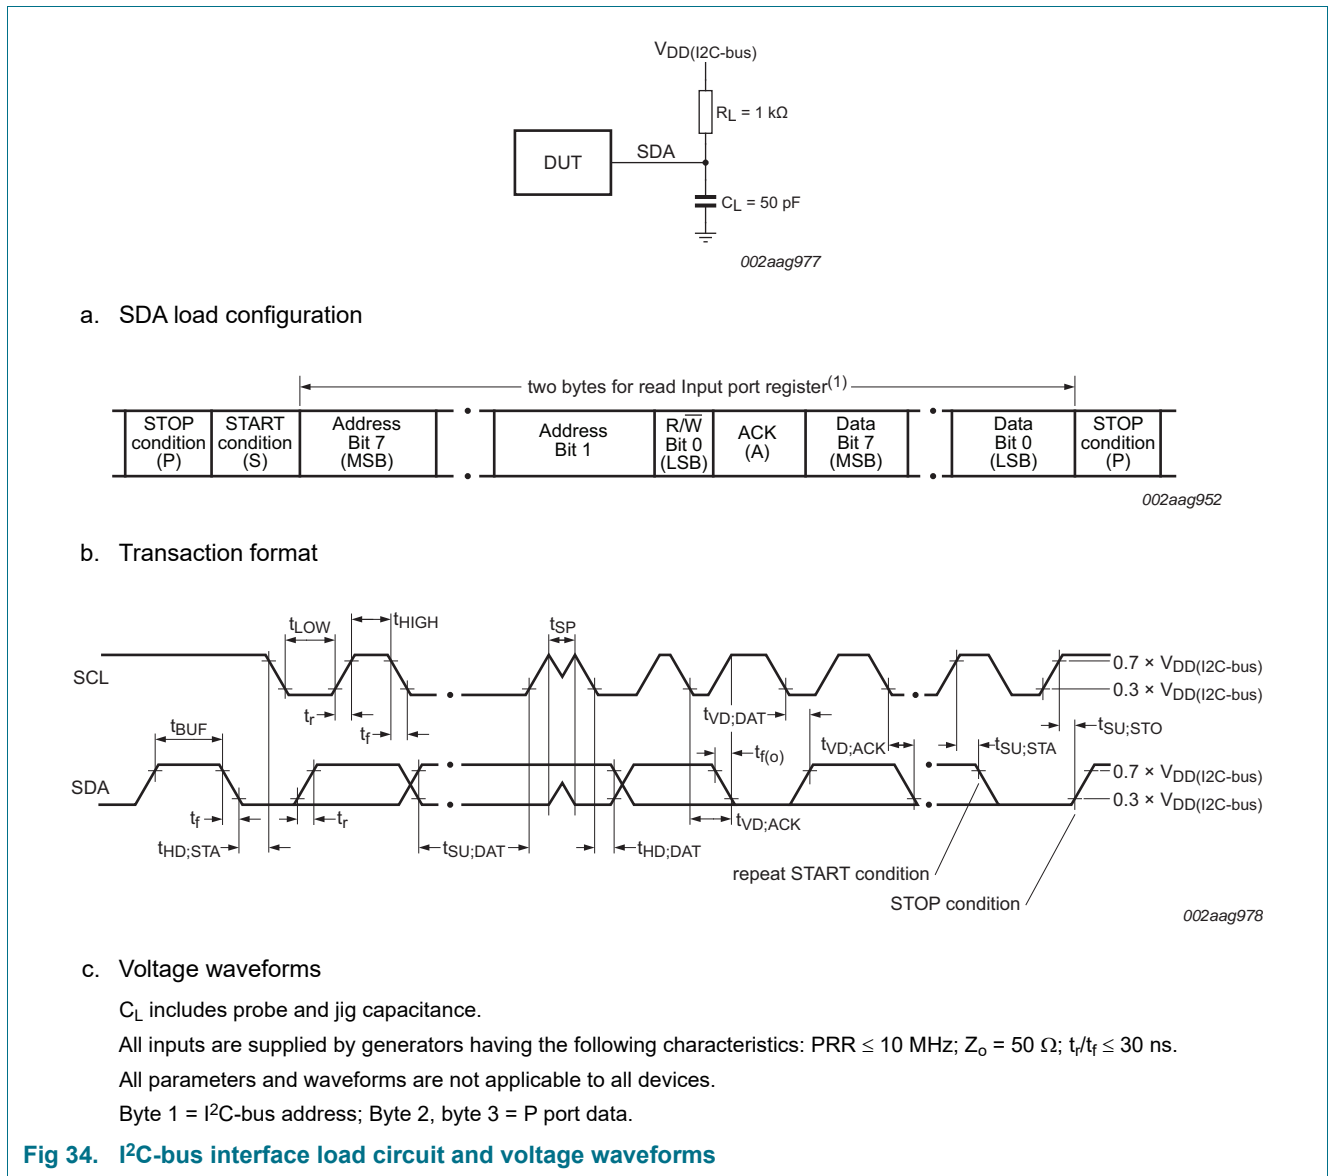 VDD(I2C-bus)
RL = 1 kΩ
DUT
SDA
CL = 50 pF
002aag977
a. SDA load configuration
two bytes for read Input port register(1)
STOP condition (P)
START condition (S)
Address Bit 7 (MSB)
Address Bit 1
R/W̅ Bit 0 (LSB)
ACK (A)
Data Bit 7 (MSB)
Data Bit 0 (LSB)
STOP condition (P)
002aag952
b. Transaction format
tLOW
tHIGH
tSP
SCL
0.7 × VDD(I2C-bus)
0.3 × VDD(I2C-bus)
tr
tf
tBUF
tVD;DAT
tf(o)
tVD;ACK
tSU;STA
tSU;STO
SDA
0.7 × VDD(I2C-bus)
0.3 × VDD(I2C-bus)
tf
tr
tHD;STA
tSU;DAT
tHD;DAT
tVD;ACK
repeat START condition
STOP condition
002aag978
c. Voltage waveforms
CL includes probe and jig capacitance.
All inputs are supplied by generators having the following characteristics: PRR ≤ 10 MHz; Zo = 50 Ω; tr/tf ≤ 30 ns.
All parameters and waveforms are not applicable to all devices.
Byte 1 = I2C-bus address; Byte 2, byte 3 = P port data.
Fig 34. I2C-bus interface load circuit and voltage waveforms